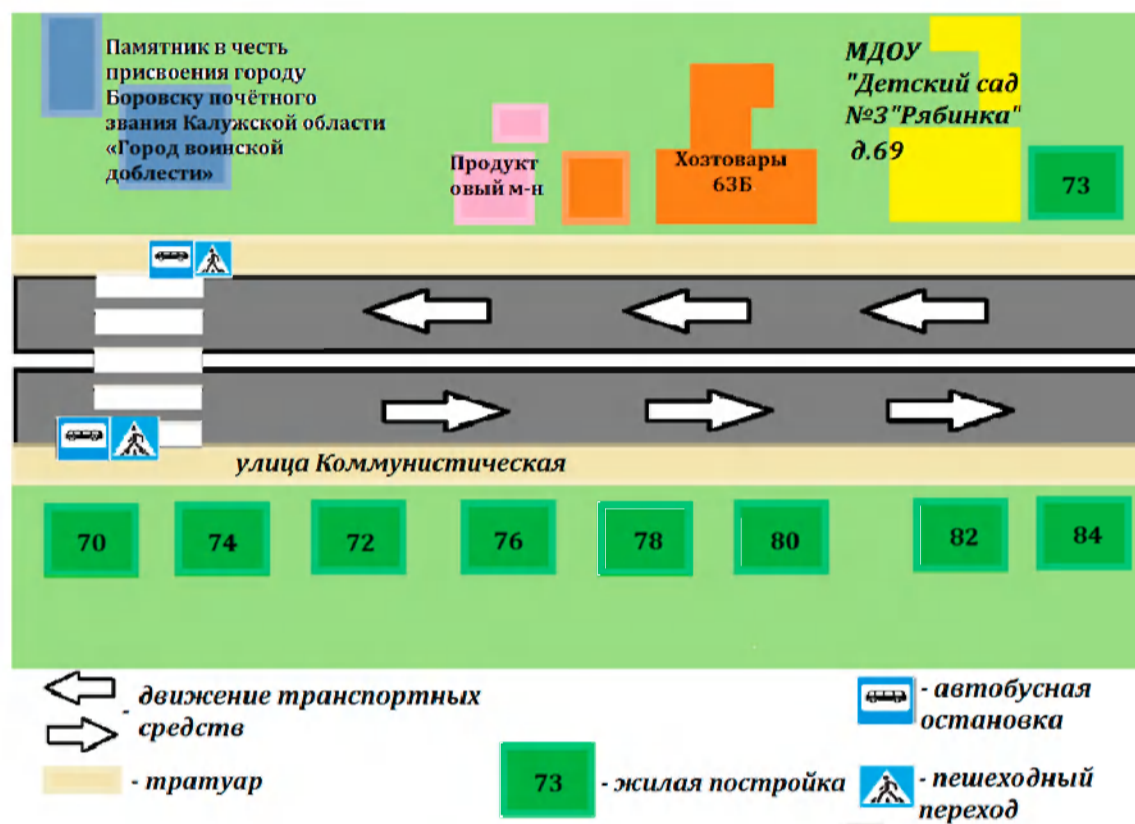 Памятник в честь
присвоения городу
Боровску почётного
звания Калужской области
«Город воинской
доблести»
Продукт
овый м-н
Хозтовары
63Б
МДОУ
"Детский сад
№3"Рябинка"
д.69
73
улица Коммунистическая
70
74
72
76
78
80
82
84
- движение транспортных
средств
- тратуар
73
- жилая постройка
- автобусная
остановка
- пешеходный
переход